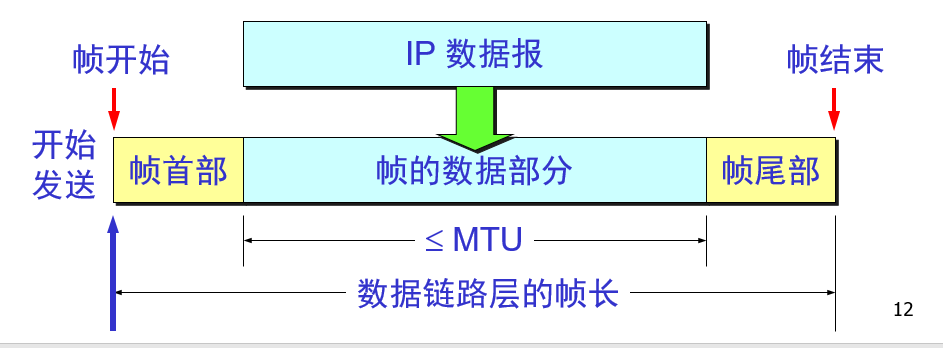 IP 数据报
帧开始
帧结束
开始
发送
帧首部
帧的数据部分
帧尾部
≤ MTU
数据链路层的帧长
12